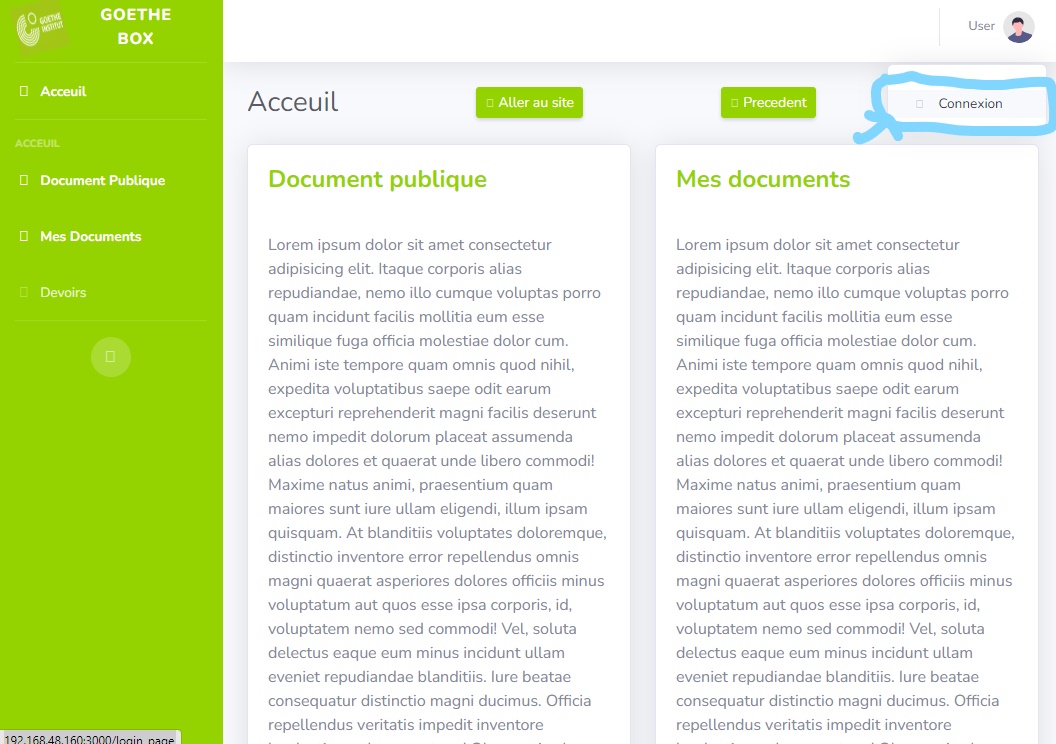 GOETHE
INSTITUT
GOETHE
BOX
User
Acceuil
Acceuil
Aller au site
Precedent
Connexion
ACCEUIL
Document Publique
Mes Documents
Devoirs
Document publique
Lorem ipsum dolor sit amet consectetur
adipisicing elit. Itaque corporis alias
repudiandae, nemo illo cumque voluptas porro
quam incidunt facilis mollitia eum esse
similique fuga officia molestiae dolor cum.
Animi iste tempore quam omnis quod nihil,
expedita voluptatibus saepe odit earum
excepturi reprehenderit magni facilis deserunt
nemo impedit dolorum placeat assumenda
alias dolores et quaerat unde libero commodi!
Maxime natus animi, praesentium quam
maiores sunt iure ullam eligendi, illum ipsam
quisquam. At blanditiis voluptates doloremque,
distinctio inventore error repellendus omnis
magni quaerat asperiores dolores officiis minus
voluptatum aut quos esse ipsa corporis, id,
voluptatem nemo sed commodi! Vel, soluta
delectus eaque eum minus incidunt ullam
eveniet repudiandae blanditiis. Iure beatae
consequatur distinctio magni ducimus. Officia
repellendus veritatis impedit inventore
Mes documents
Lorem ipsum dolor sit amet consectetur
adipisicing elit. Itaque corporis alias
repudiandae, nemo illo cumque voluptas porro
quam incidunt facilis mollitia eum esse
similique fuga officia molestiae dolor cum.
Animi iste tempore quam omnis quod nihil,
expedita voluptatibus saepe odit earum
excepturi reprehenderit magni facilis deserunt
nemo impedit dolorum placeat assumenda
alias dolores et quaerat unde libero commodi!
Maxime natus animi, praesentium quam
maiores sunt iure ullam eligendi, illum ipsam
quisquam. At blanditiis voluptates doloremque,
distinctio inventore error repellendus omnis
magni quaerat asperiores dolores officiis minus
voluptatum aut quos esse ipsa corporis, id,
voluptatem nemo sed commodi! Vel, soluta
delectus eaque eum minus incidunt ullam
eveniet repudiandae blanditiis. Iure beatae
consequatur distinctio magni ducimus. Officia
repellendus veritatis impedit inventore
192.168.48.160:3000/login_page